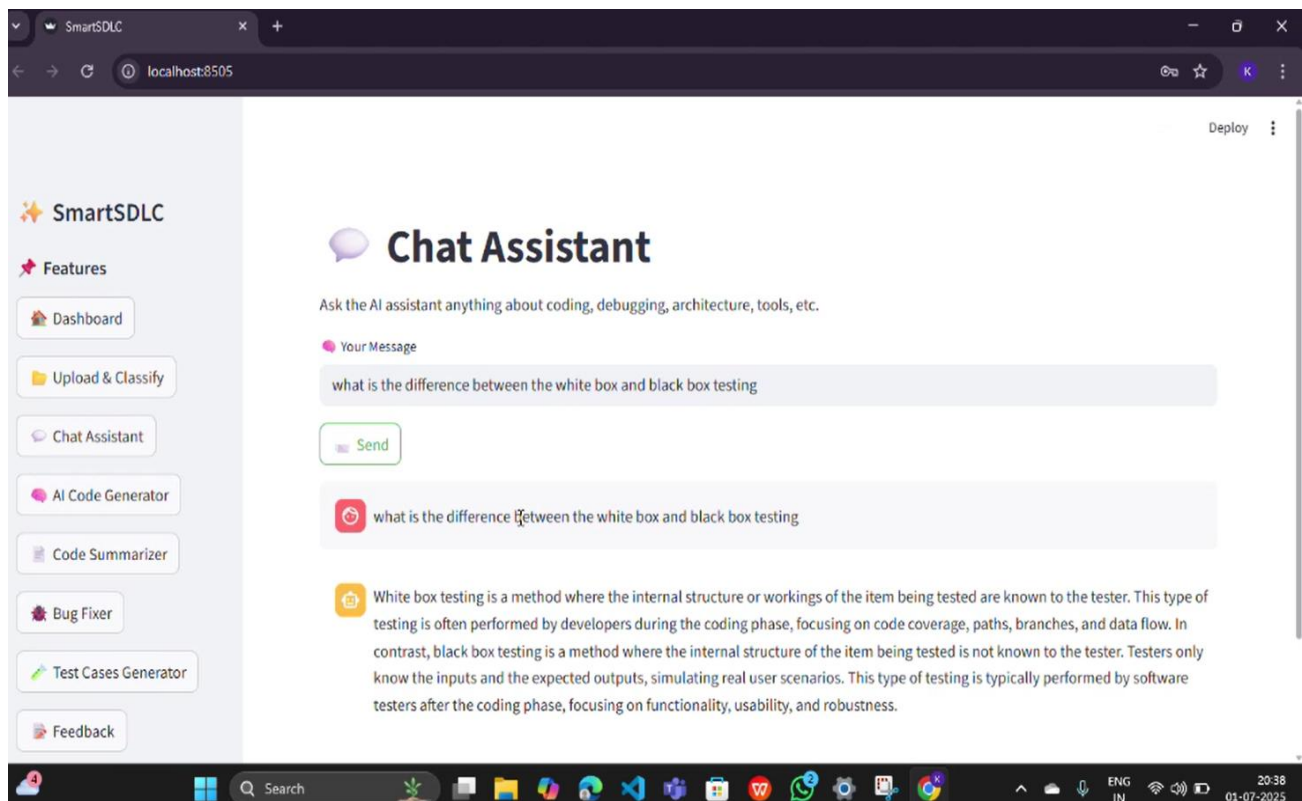 SmartSDLC
localhost:8505
K
Deploy
SmartSDLC
Features
Dashboard
Upload & Classify
Chat Assistant
AI Code Generator
Code Summarizer
Bug Fixer
Test Cases Generator
Feedback
Chat Assistant
Ask the AI assistant anything about coding, debugging, architecture, tools, etc.
Your Message
what is the difference between the white box and black box testing
Send
what is the difference between the white box and black box testing
White box testing is a method where the internal structure or workings of the item being tested are known to the tester. This type of
testing is often performed by developers during the coding phase, focusing on code coverage, paths, branches, and data flow. In
contrast, black box testing is a method where the internal structure of the item being tested is not known to the tester. Testers only
know the inputs and the expected outputs, simulating real user scenarios. This type of testing is typically performed by software
testers after the coding phase, focusing on functionality, usability, and robustness.
4
Search
W
2
K
ENG
IN
20:38
01-07-2025